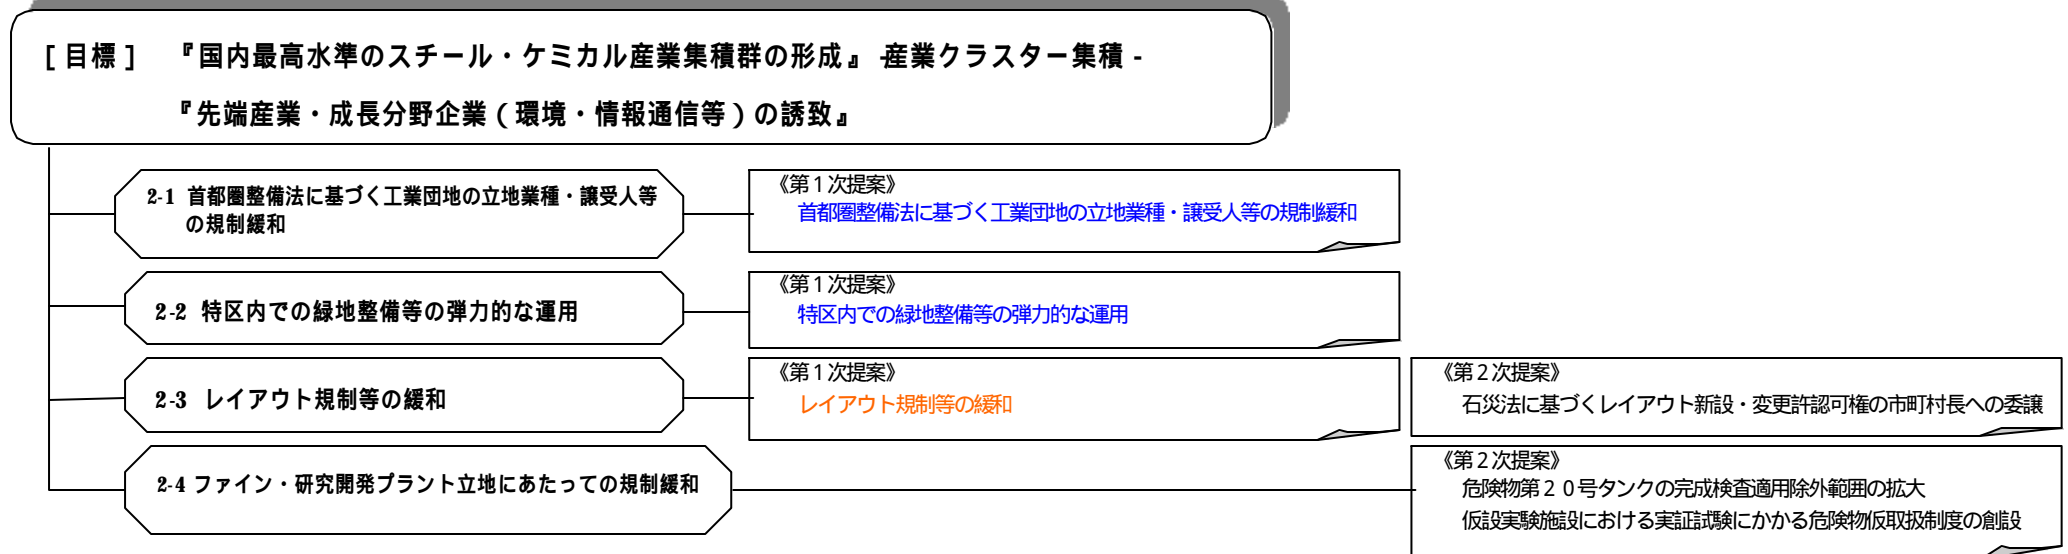 [目標] 『国内最高水準のスチール・ケミカル産業集積群の形成』-産業クラスター集積-
『先端産業・成長分野企業(環境・情報通信等)の誘致』
2-1 首都圏整備法に基づく工業団地の立地業種・譲受人等
の規制緩和
《第1次提案》
首都圏整備法に基づく工業団地の立地業種・譲受人等の規制緩和
2-2 特区内での緑地整備等の弾力的な運用
《第1次提案》
特区内での緑地整備等の弾力的な運用
2-3 レイアウト規制等の緩和
《第1次提案》
レイアウト規制等の緩和
《第2次提案》
石災法に基づくレイアウト新設・変更許認可権の市町村長への委譲
2-4 ファイン・研究開発プラント立地にあたっての規制緩和
《第2次提案》
危険物第20号タンクの完成検査適用除外範囲の拡大
仮設実験施設における実証試験にかかる危険物仮取扱制度の創設